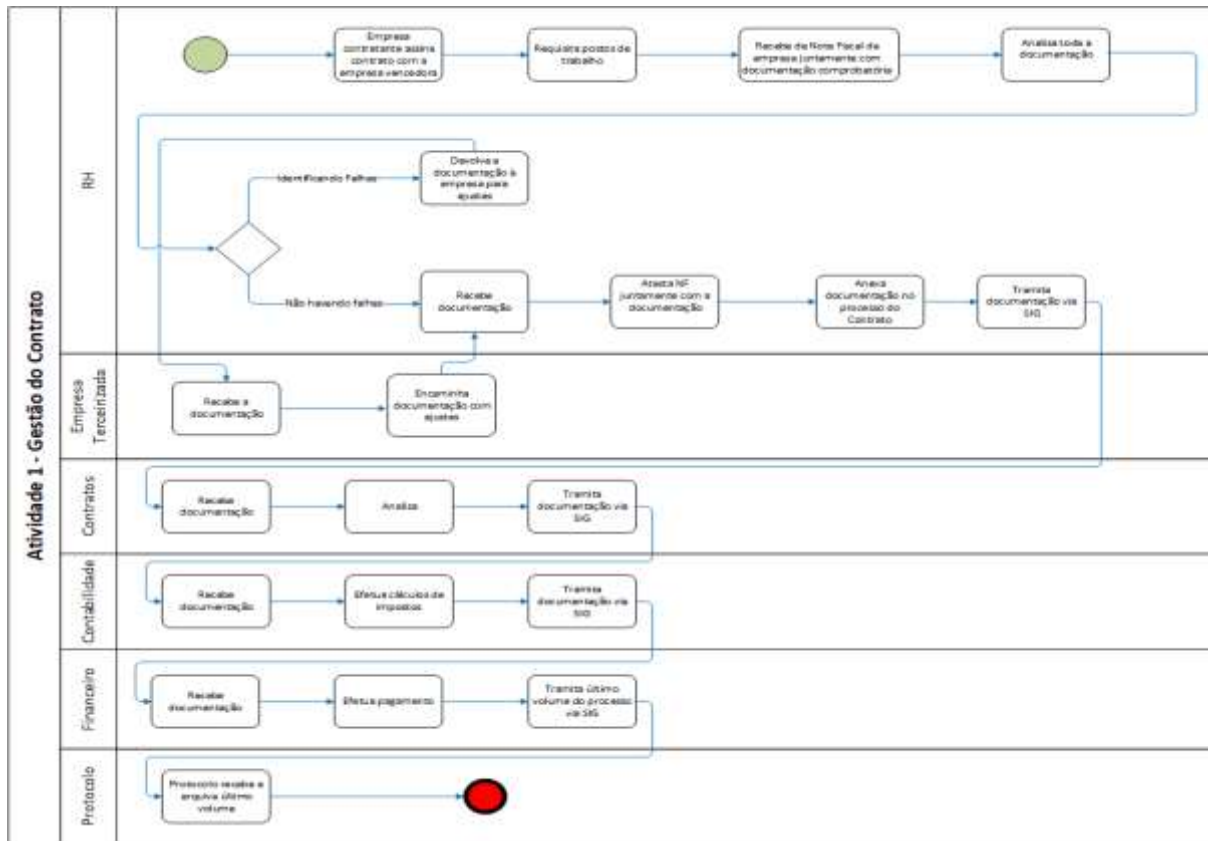 Atividade 1 - Gestão do Contrato
RH
Empresa
contratante assina
contrato com a
empresa vencedora
Requisita postos de
trabalho
Recebe da Nota Fiscal da
empresa juntamente com
documentação comprobatória
Analisa toda a
documentação
Identificando Falhas
Devolve a
documentação à
empresa para
ajustes
Não havendo falhas
Recebe
documentação
Atesta NF
juntamente com a
documentação
Anexa
documentação no
processo do
Contrato
Tramita
documentação via
SIG
Empresa
Terceirizada
Recebe a
documentação
Encaminha
documentação com
ajustes
Contratos
Recebe
documentação
Analisa
Tramita
documentação via
SIG
Contabilidade
Recebe
documentação
Efetua cálculos de
impostos
Tramita
documentação via
SIG
Financeiro
Recebe
documentação
Efetua pagamento
Tramita último
volume do processo
via SIG
Protocolo
Protocolo recebe e
arquiva último
volume